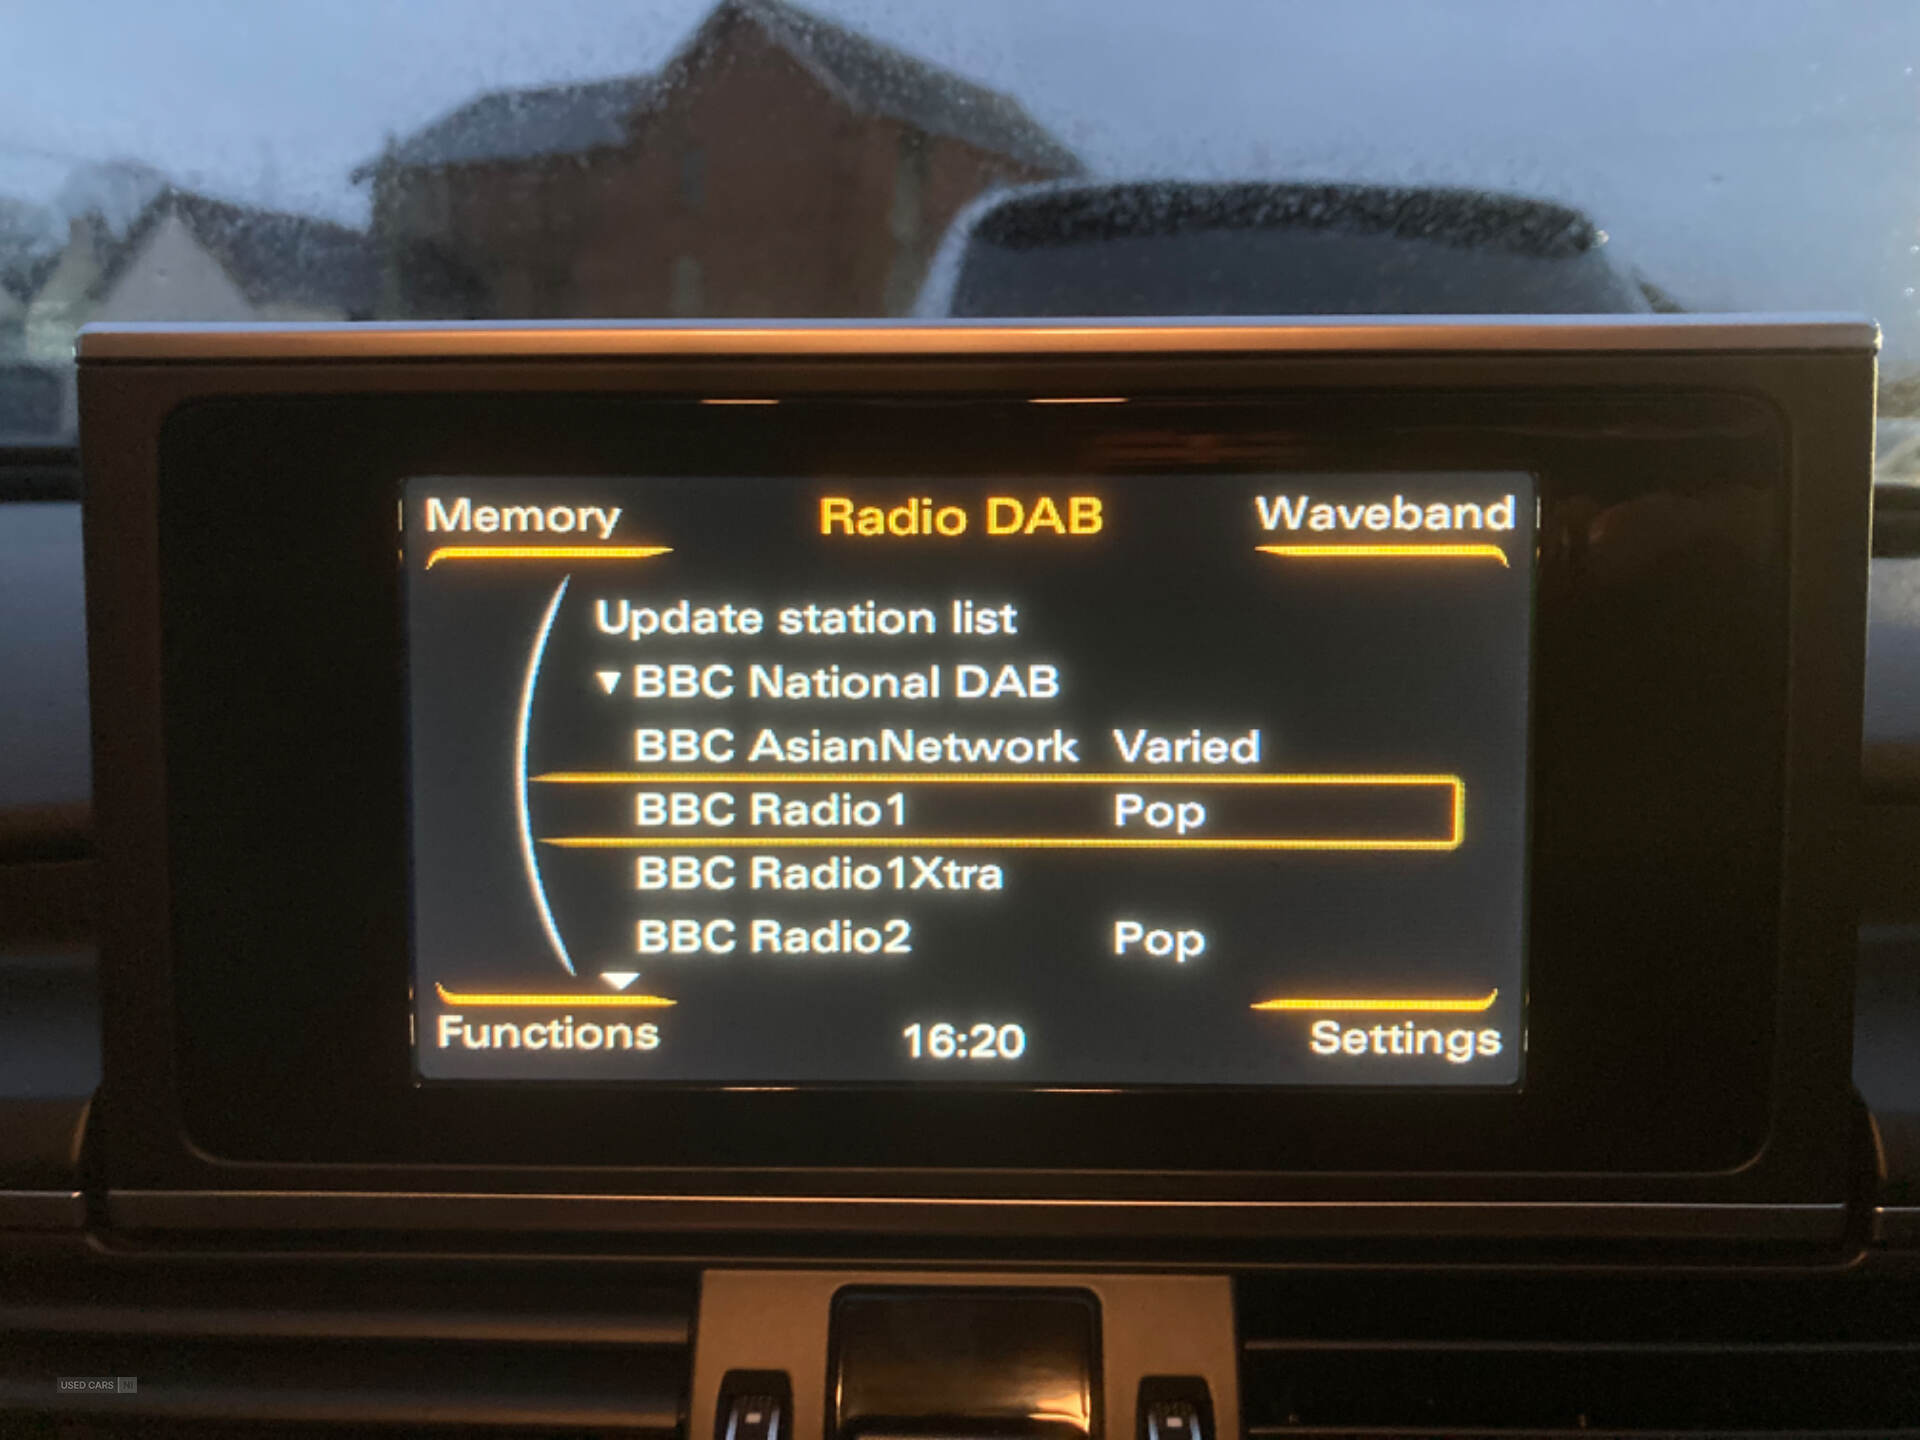 Memory Radio DAB Waveband
Update station list
BBC National DAB
BBC AsianNetwork Varied
BBC Radio1 Pop
BBC Radio1Xtra
BBC Radio2 Pop
Functions 16:20 Settings
USED CARS NI